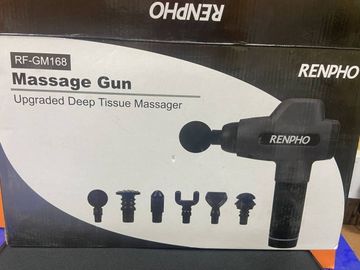 RENPHO
RF-GM168
Massage Gun
Upgraded Deep Tissue Massager
RENPHO
RENPHO